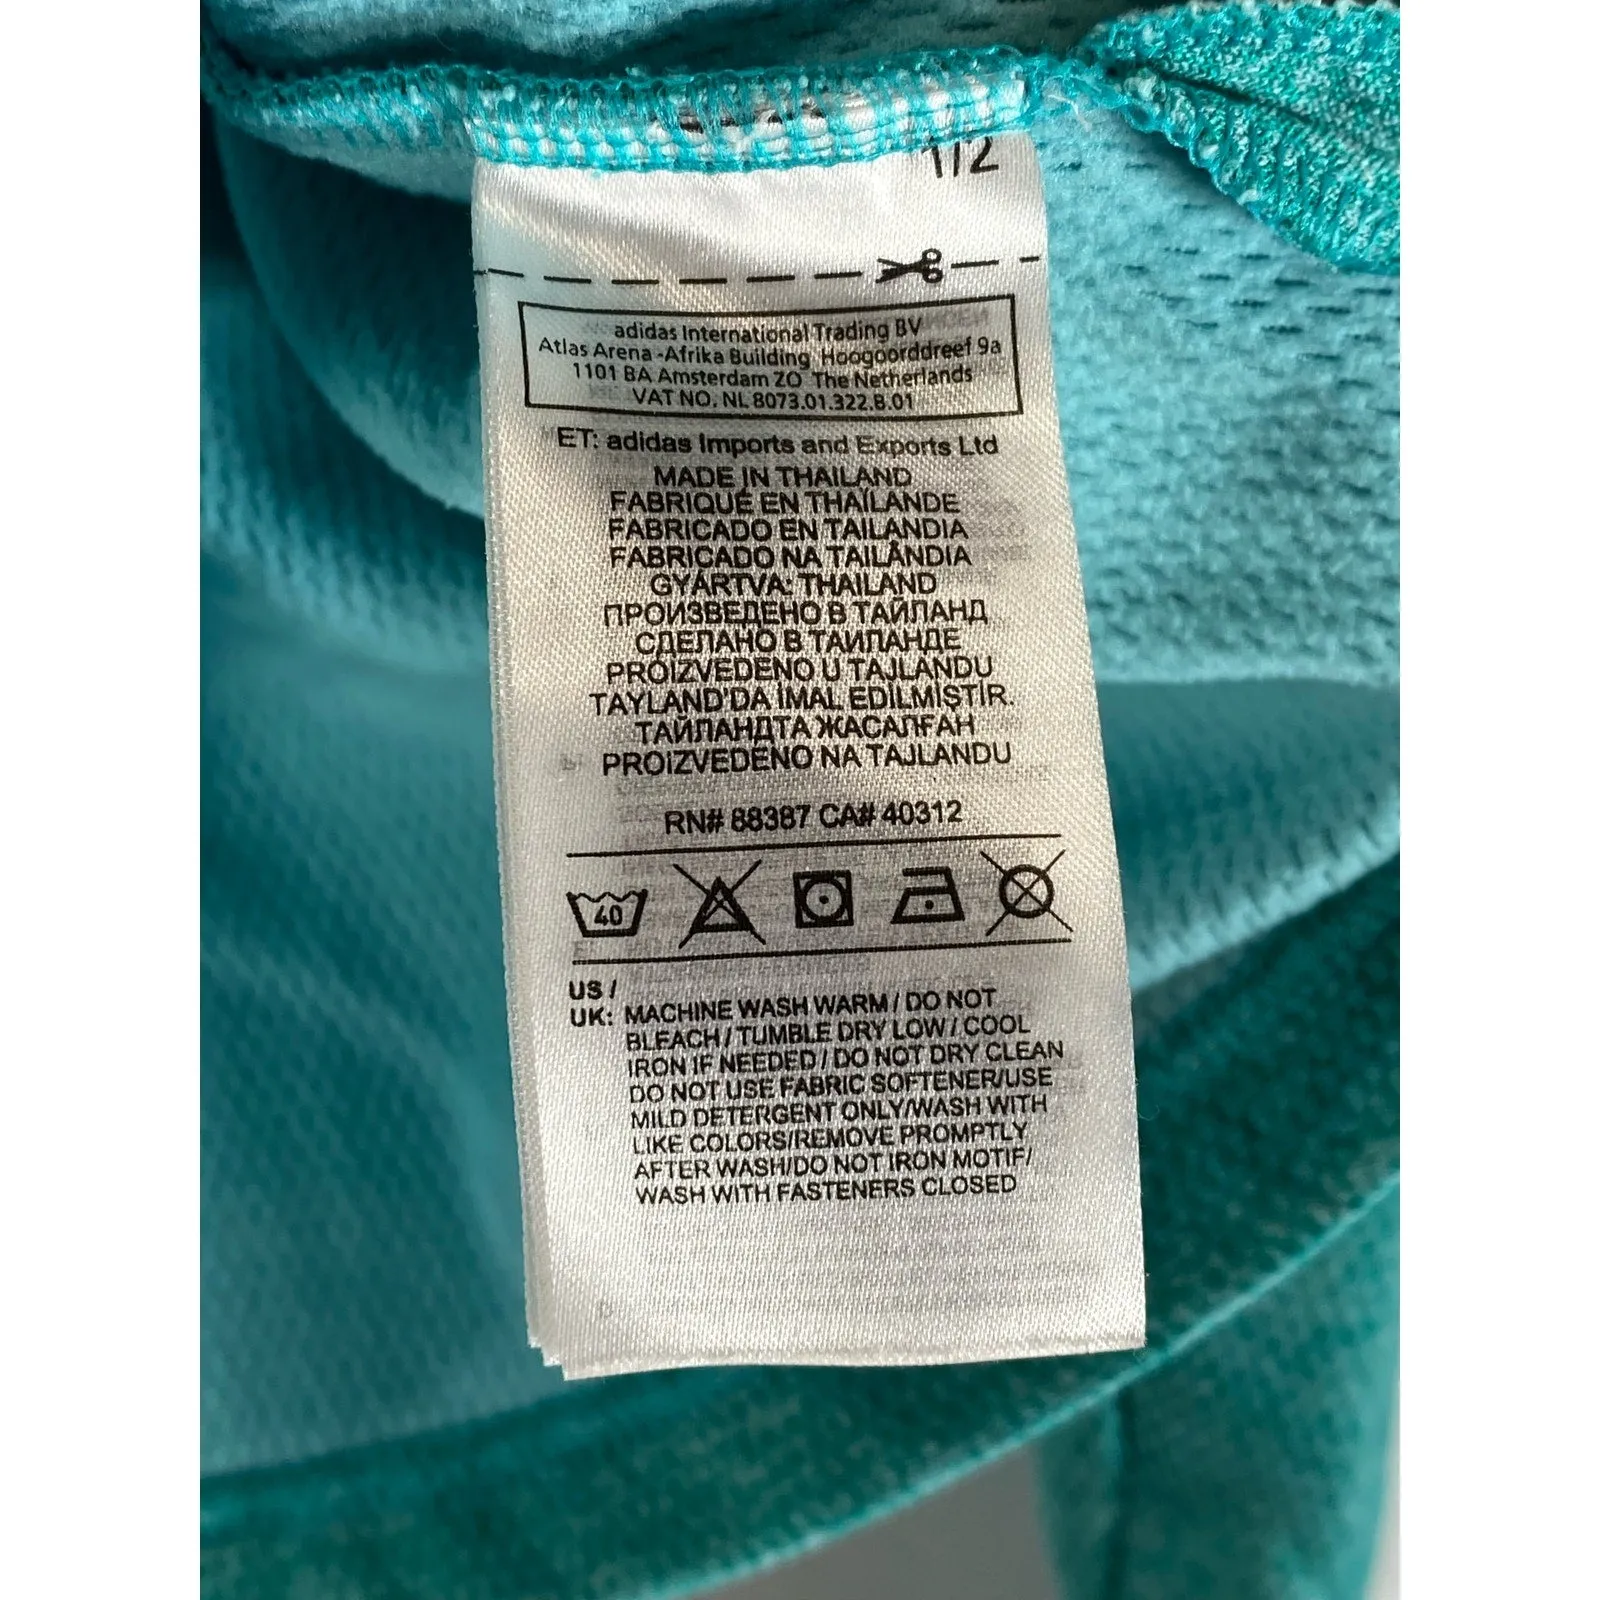 1/2
adidas International Trading BV
Atlas Arena -Afrika Building Hoogoorddreef 9a
1101 BA Amsterdam ZO The Netherlands
VAT NO. NL 8073.01.322.B.01
ET: adidas Imports and Exports Ltd
MADE IN THAILAND
FABRIQUÉ EN THAÏLANDE
FABRICADO EN TAILANDIA
FABRICADO NA TAILÂNDIA
GYÁRTVA: THAILAND
ПРОИЗВЕДЕНО В ТАЙЛАНД
СДЕЛАНО В ТАИЛАНДЕ
PROIZVEDENO U TAJLANDU
TAYLAND'DA İMAL EDİLMİŞTİR.
ТАЙЛАНДТА ЖАСАЛҒАН
PROIZVEDENO NA TAJLANDU
RN# 88387 CA# 40312
40
US /
UK: MACHINE WASH WARM / DO NOT
BLEACH / TUMBLE DRY LOW / COOL
IRON IF NEEDED / DO NOT DRY CLEAN
DO NOT USE FABRIC SOFTENER/USE
MILD DETERGENT ONLY/WASH WITH
LIKE COLORS/REMOVE PROMPTLY
AFTER WASH/DO NOT IRON MOTIF/
WASH WITH FASTENERS CLOSED